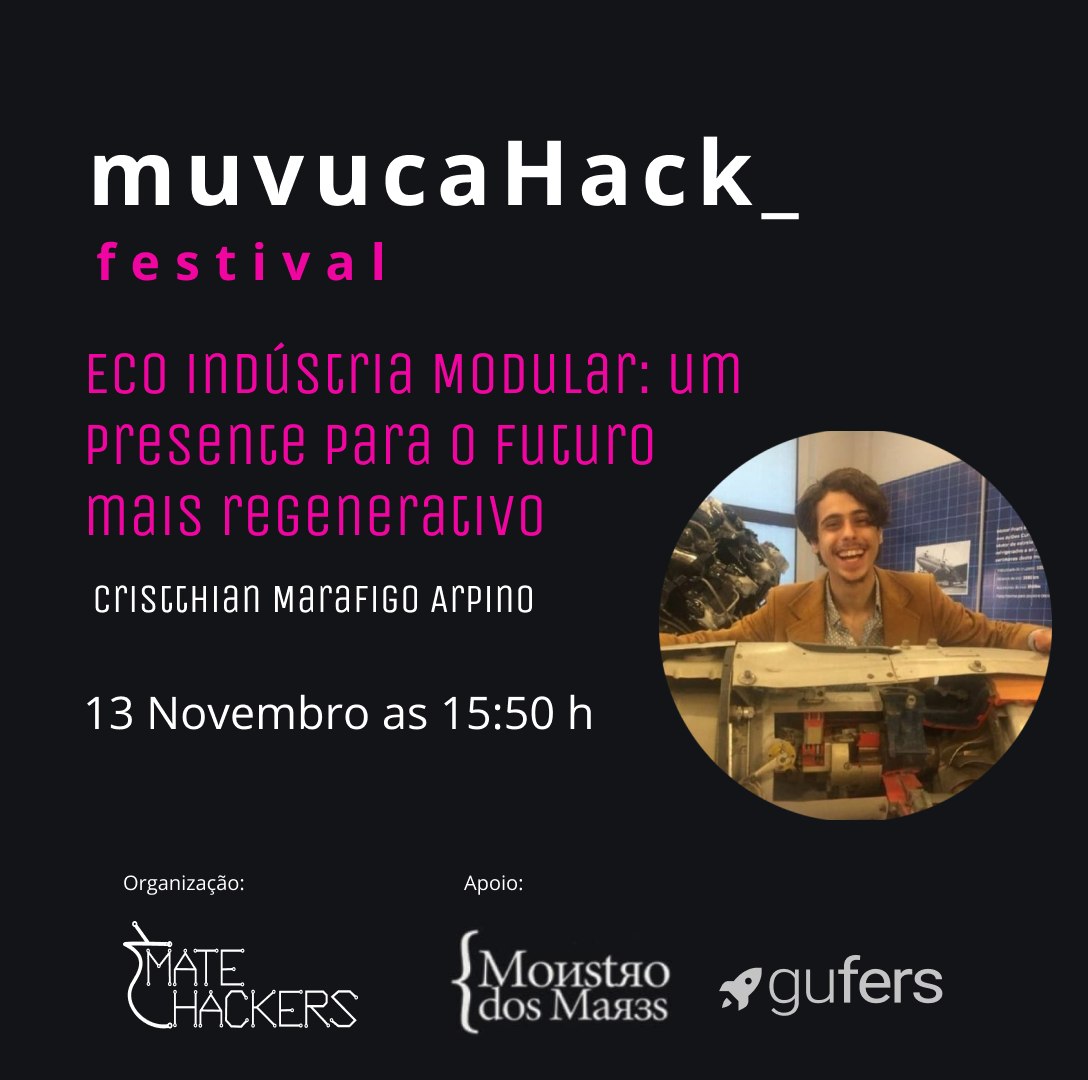 muvucaHack_
festival
Eco Indústria Modular: um
presente para o futuro
mais regenerativo
Cristthian Marafigo Arpino
13 Novembro as 15:50 h
Organização:
Apoio:
MATE
HACKERS
{Monstro
dos Mares
gufers